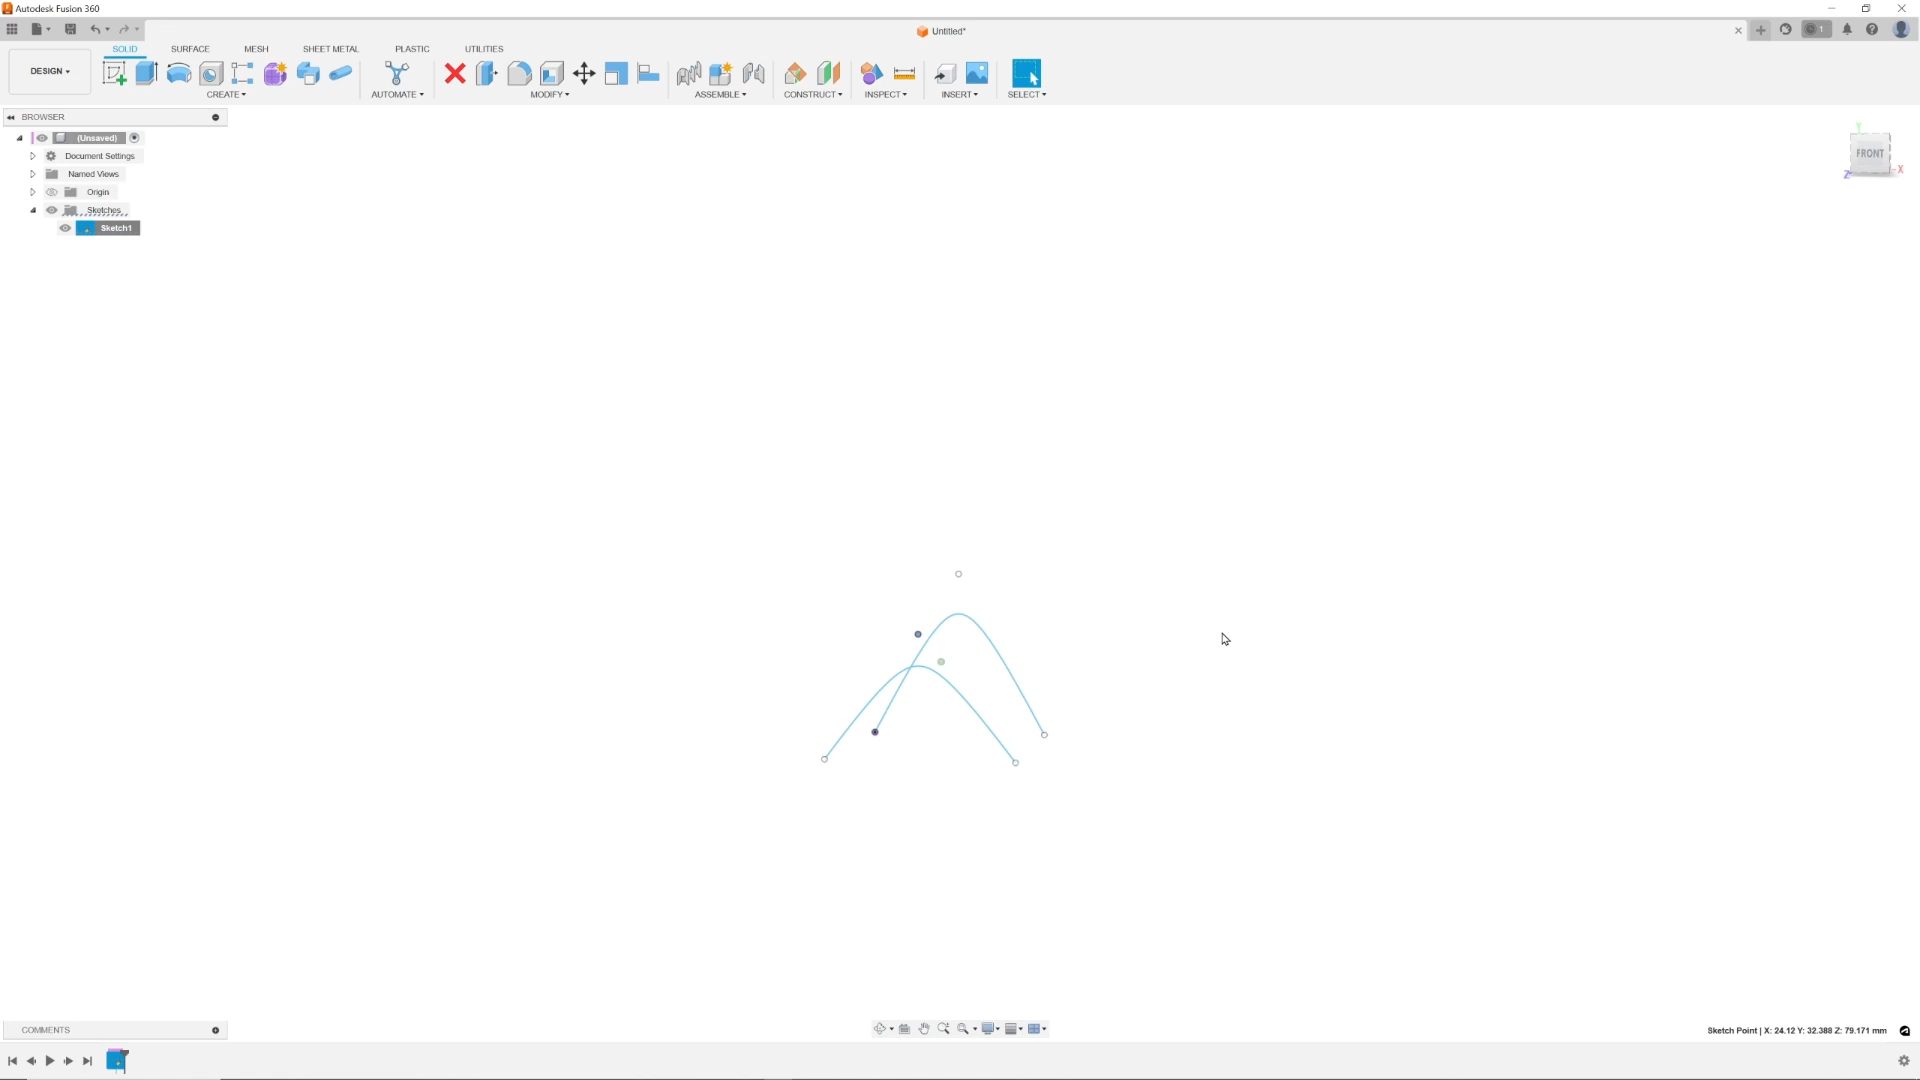 Autodesk Fusion 360
Untitled*
1
DESIGN
SOLID SURFACE MESH SHEET METAL PLASTIC UTILITIES
CREATE AUTOMATE MODIFY ASSEMBLE CONSTRUCT INSPECT INSERT SELECT
BROWSER
(Unsaved)
Document Settings
Named Views
Origin
Sketches
Sketch1
Y
FRONT
X
Z
COMMENTS
Sketch Point | X: 24.12 Y: 32.388 Z: 79.171 mm